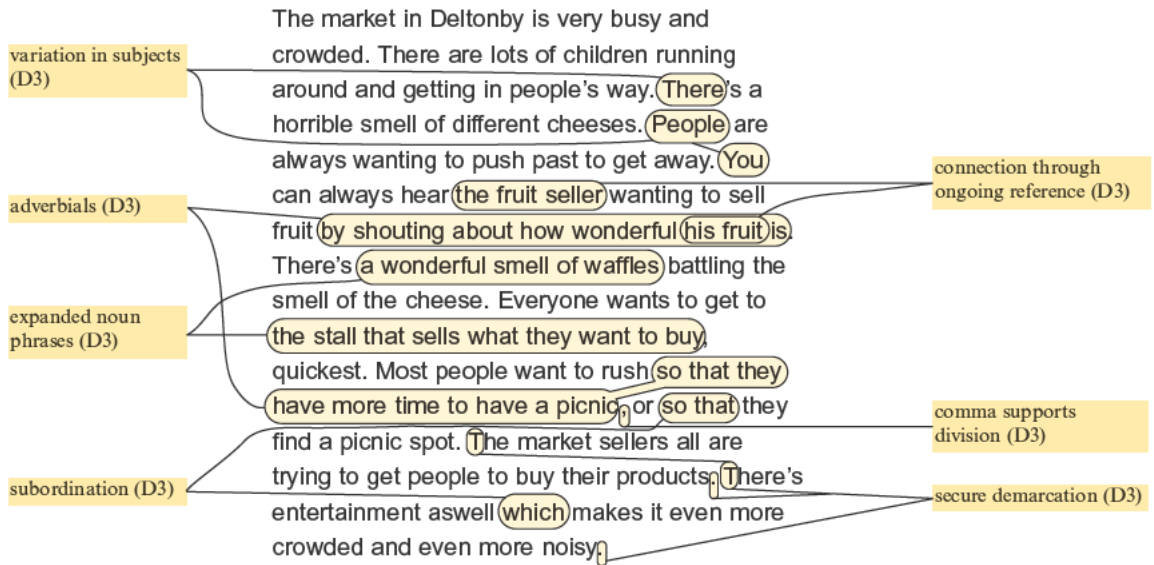 The market in Deltonby is very busy and
crowded. There are lots of children running
around and getting in people's way. There's a
horrible smell of different cheeses. People are
always wanting to push past to get away. You
can always hear the fruit seller wanting to sell
fruit by shouting about how wonderful his fruit is.
There's a wonderful smell of waffles battling the
smell of the cheese. Everyone wants to get to
the stall that sells what they want to buy,
quickest. Most people want to rush so that they
have more time to have a picnic, or so that they
find a picnic spot. The market sellers all are
trying to get people to buy their products. There's
entertainment aswell which makes it even more
crowded and even more noisy.
variation in subjects
(D3)
adverbials (D3)
expanded noun
phrases (D3)
subordination (D3)
connection through
ongoing reference (D3)
comma supports
division (D3)
secure demarcation (D3)